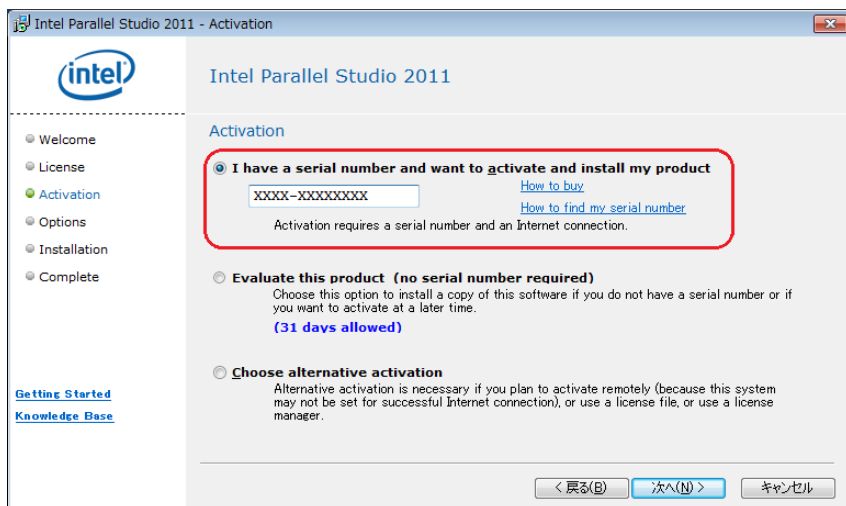 Intel Parallel Studio 2011 - Activation
intel
Intel Parallel Studio 2011
Welcome
License
Activation
Options
Installation
Complete
Getting Started
Knowledge Base
Activation
I have a serial number and want to activate and install my product
XXXX-XXXXXXXX
How to buy
How to find my serial number
Activation requires a serial number and an Internet connection.
Evaluate this product (no serial number required)
Choose this option to install a copy of this software if you do not have a serial number or if
you want to activate at a later time.
(31 days allowed)
Choose alternative activation
Alternative activation is necessary if you plan to activate remotely (because this system
may not be set for successful Internet connection), or use a license file, or use a license
manager.
< 戻る(B)
次へ(N) >
キャンセル